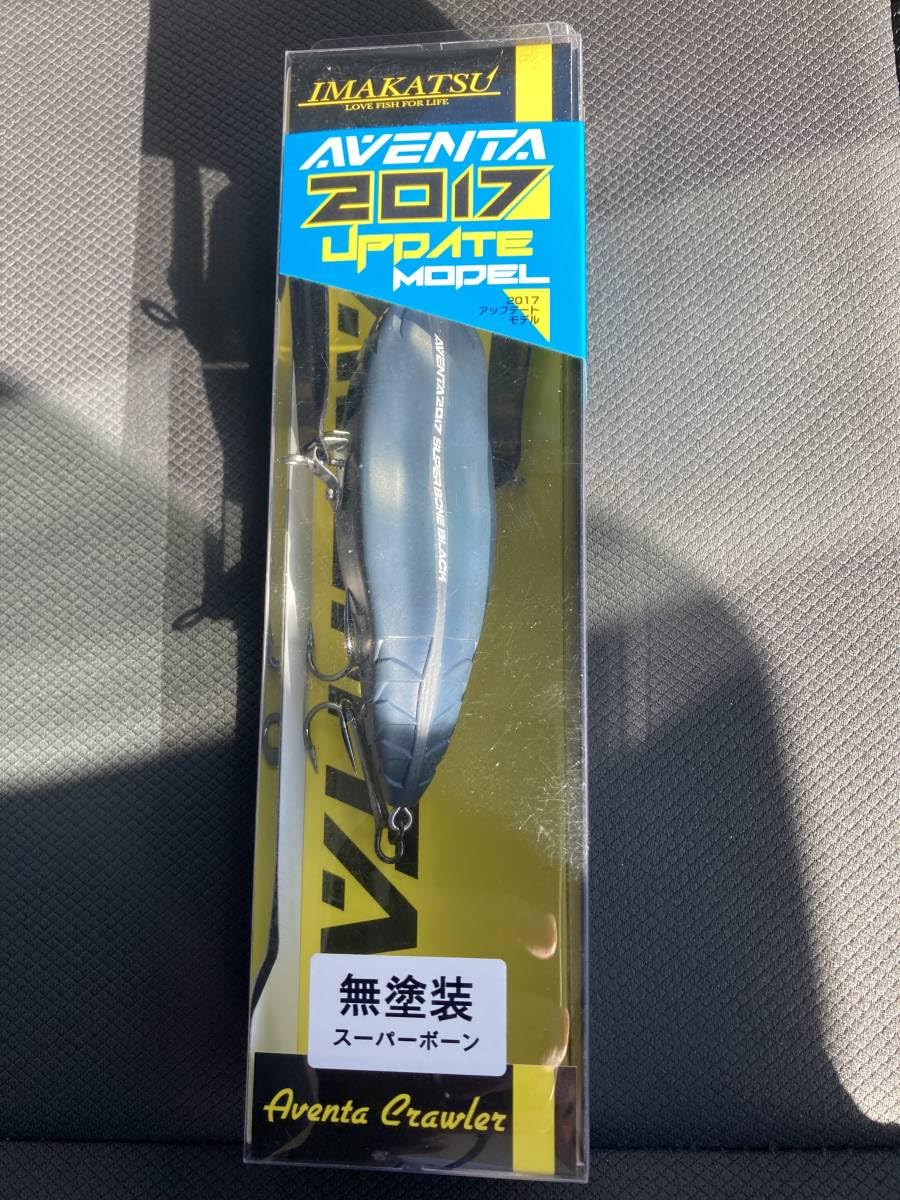 IMAKATSU
LOVE FISH FOR LIFE
AVENTA
2017
UPDATE
MODEL
2017
アップデート
モデル
AVENTA2017 SUPER BONE BLACK
無塗装
スーパーボーン
Aventa Crawler